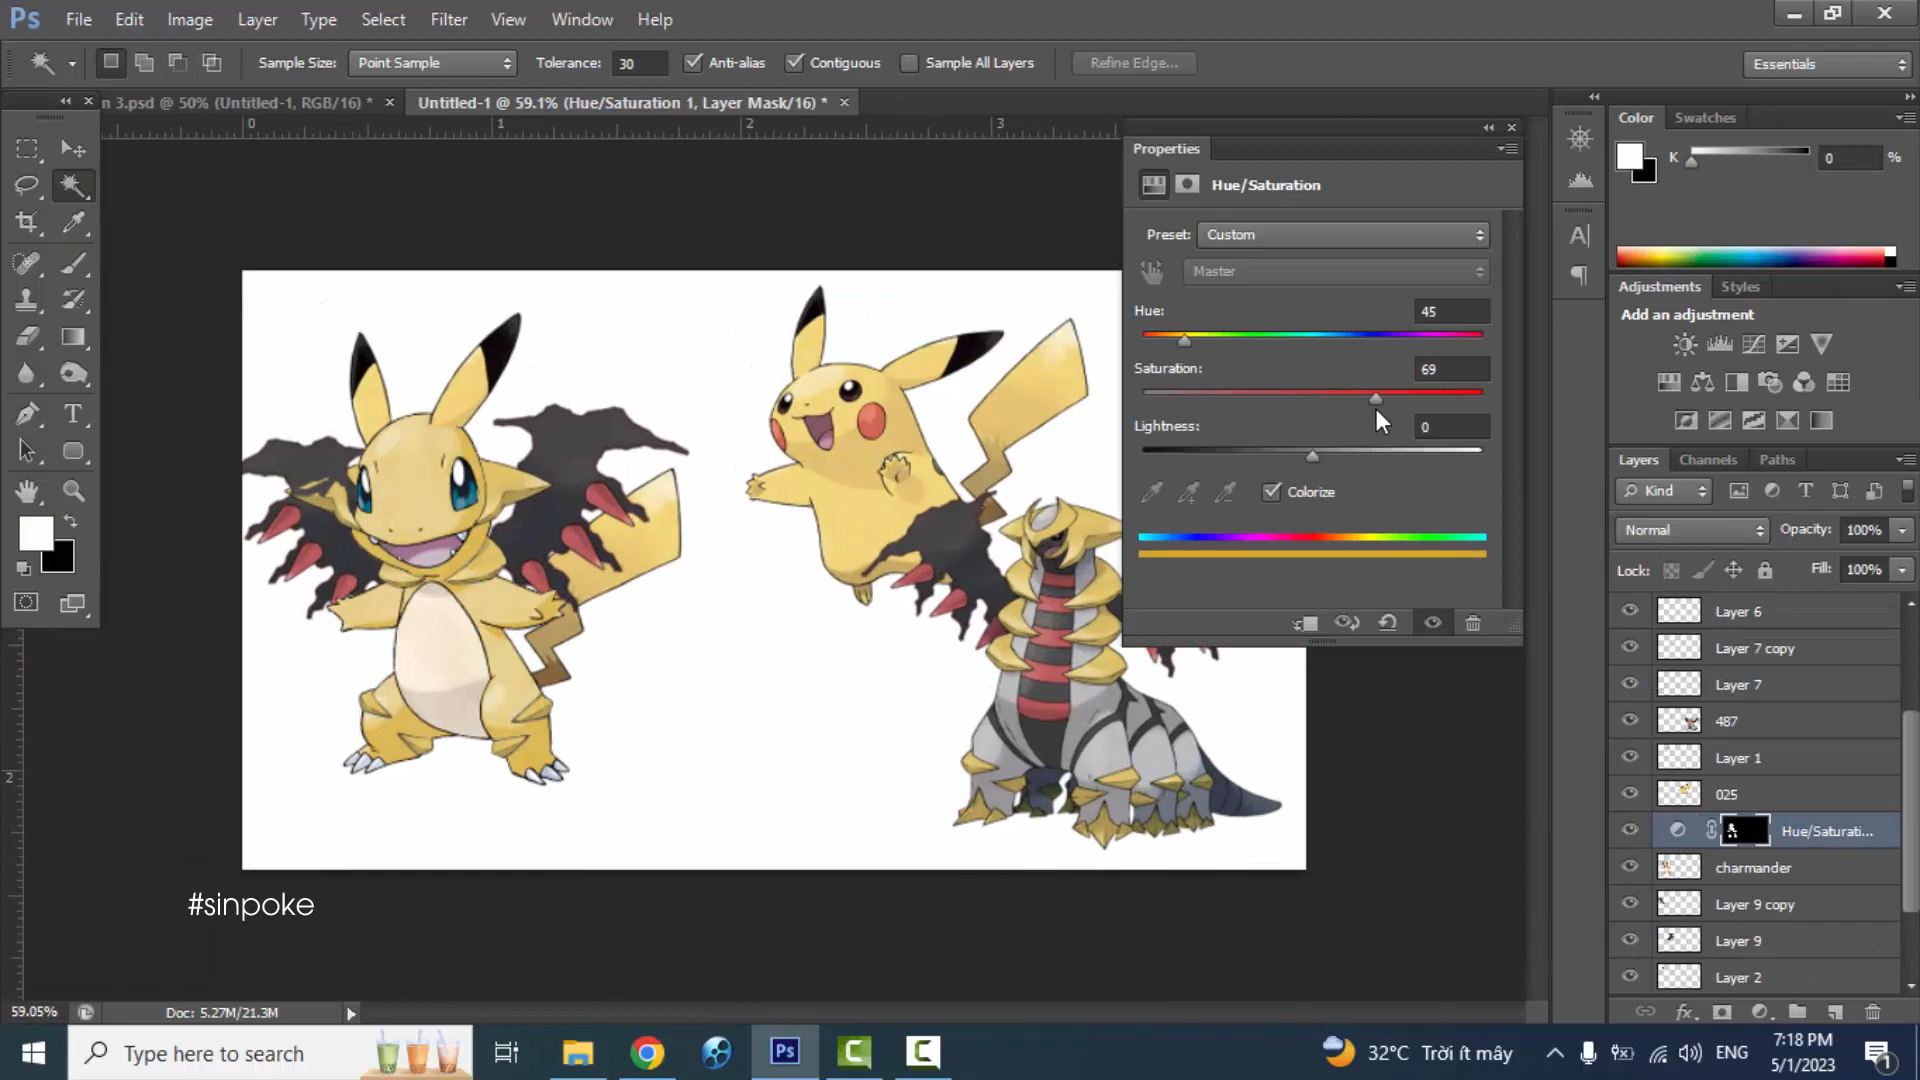 Ps File Edit Image Layer Type Select Filter View Window Help
Sample Size: Point Sample Tolerance: 30 Anti-alias Contiguous Sample All Layers Refine Edge... Essentials
n 3.psd @ 50% (Untitled-1, RGB/16) * Untitled-1 @ 59.1% (Hue/Saturation 1, Layer Mask/16) *
0 1 2 3
Properties
Hue/Saturation
Preset: Custom
Master
Hue: 45
Saturation: 69
Lightness: 0
Colorize
Color Swatches
K 0 %
Adjustments Styles
Add an adjustment
Layers Channels Paths
Kind
Normal Opacity: 100%
Lock: Fill: 100%
Layer 6
Layer 7 copy
Layer 7
487
Layer 1
025
Hue/Saturati...
charmander
Layer 9 copy
Layer 9
Layer 2
2
#sinpoke
59.05% Doc: 5.27M/21.3M
Type here to search
32°C Trời ít mây ENG
7:18 PM
5/1/2023
1